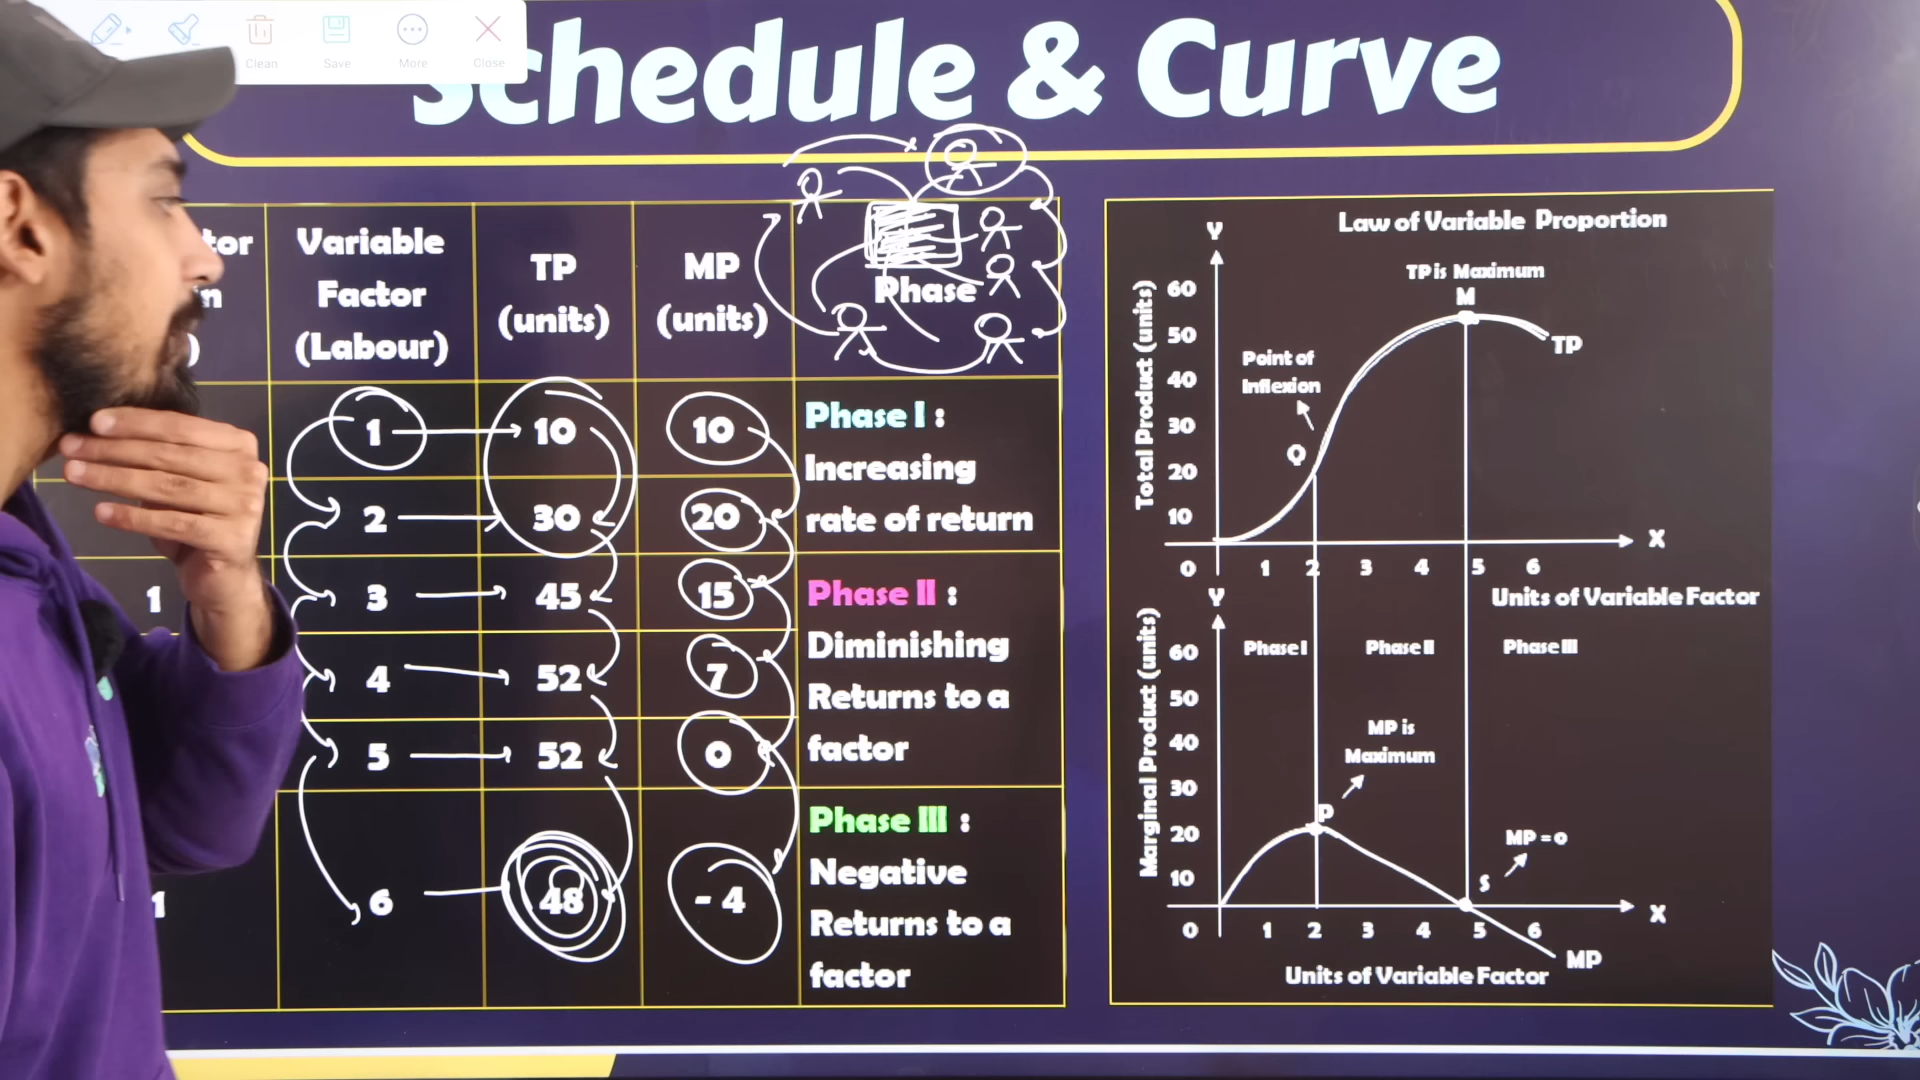 Clean Save More Close
Schedule & Curve
tor
Variable
Factor
(Labour)
TP
(units)
MP
(units)
Phase
1 10 10
2 30 20
1 3 45 15
4 52 7
5 52 0
1 6 48 - 4
Phase I :
Increasing
rate of return
Phase II :
Diminishing
Returns to a
factor
Phase III :
Negative
Returns to a
factor
Law of Variable Proportion
Y
TP is Maximum
M
Total Product (units)
60
50
40
30
20
10
Point of
Inflexion
Q
TP
X
0 1 2 3 4 5 6
Units of Variable Factor
Y
Marginal Product (units)
60
50
40
30
20
10
Phase I Phase II Phase III
MP is
Maximum
P
MP = 0
S
X
0 1 2 3 4 5 6
MP
Units of Variable Factor